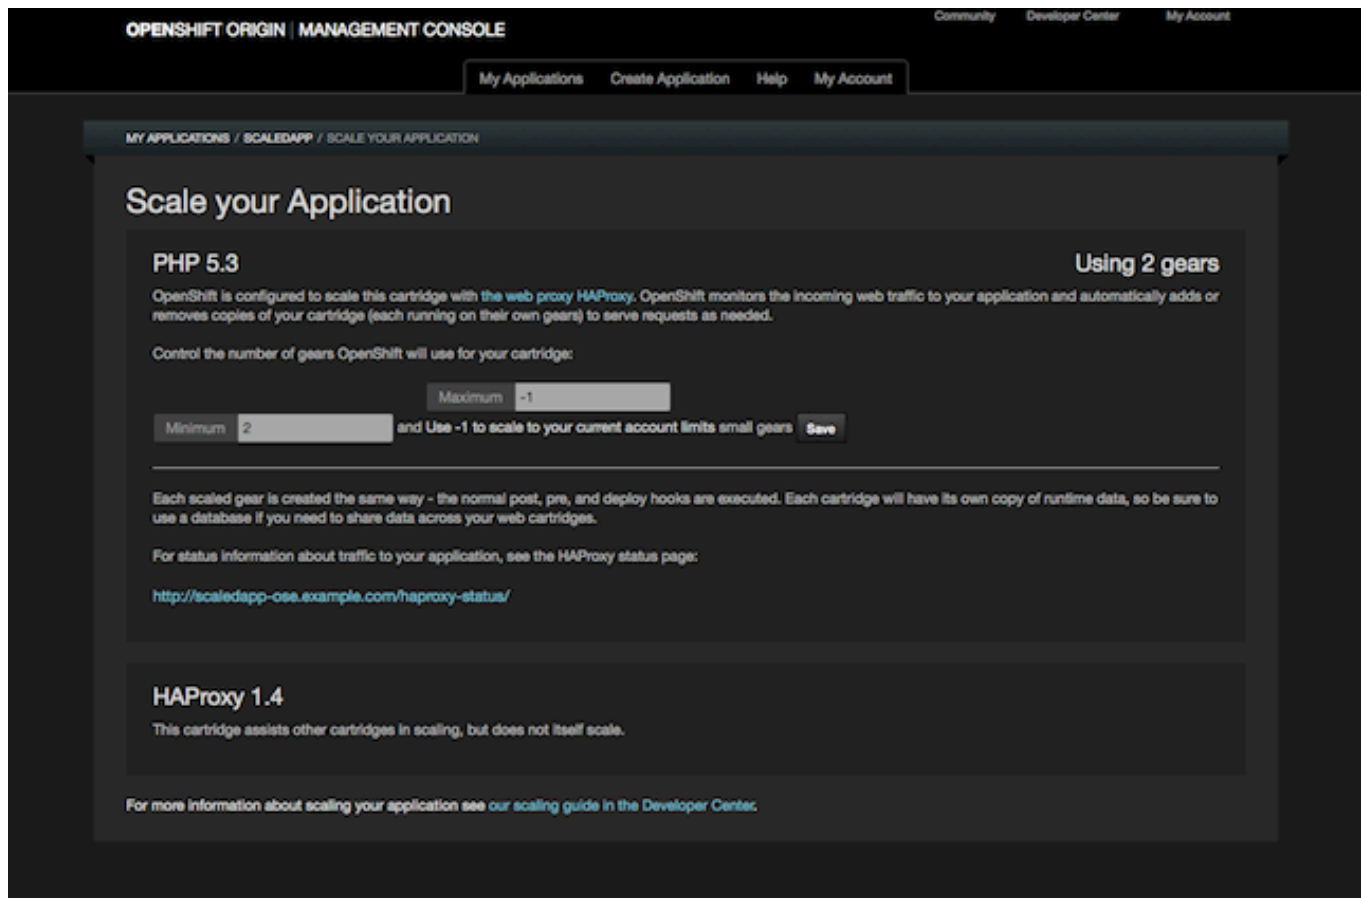 Community Developer Center My Account
OPENSHIFT ORIGIN | MANAGEMENT CONSOLE
My Applications Create Application Help My Account
MY APPLICATIONS / SCALEDAPP / SCALE YOUR APPLICATION
Scale your Application
PHP 5.3 Using 2 gears
OpenShift is configured to scale this cartridge with the web proxy HAProxy. OpenShift monitors the incoming web traffic to your application and automatically adds or
removes copies of your cartridge (each running on their own gears) to serve requests as needed.
Control the number of gears OpenShift will use for your cartridge:
Maximum -1
Minimum 2 and Use -1 to scale to your current account limits small gears Save
Each scaled gear is created the same way - the normal post, pre, and deploy hooks are executed. Each cartridge will have its own copy of runtime data, so be sure to
use a database if you need to share data across your web cartridges.
For status information about traffic to your application, see the HAProxy status page:
http://scaledapp-ose.example.com/haproxy-status/
HAProxy 1.4
This cartridge assists other cartridges in scaling, but does not itself scale.
For more information about scaling your application see our scaling guide in the Developer Center.